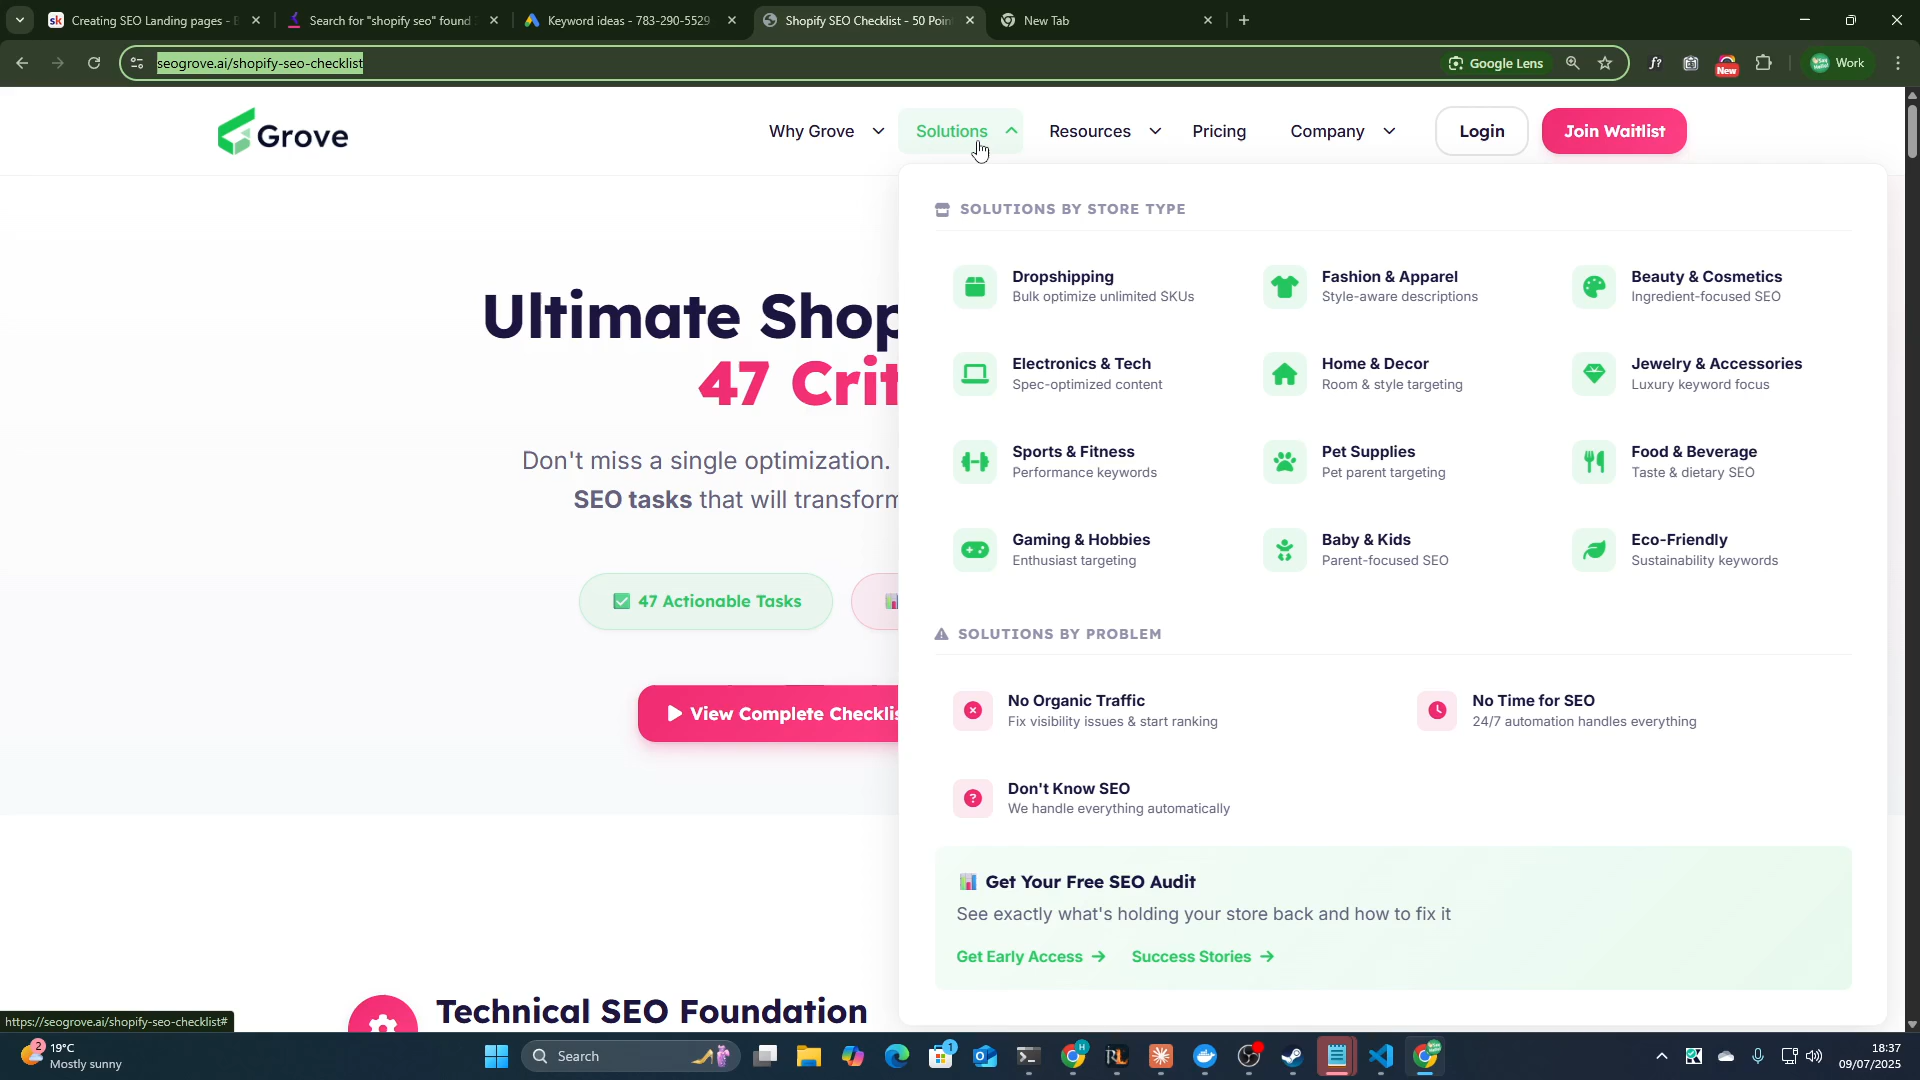 Creating SEO Landing pages - B
Search for "shopify seo" found
Keyword ideas - 783-290-5529
Shopify SEO Checklist - 50 Poin
New Tab
seogrove.ai/shopify-seo-checklist
Google Lens
f?
New
Work
Grove
Why Grove
Solutions
Resources
Pricing
Company
Login
Join Waitlist
SOLUTIONS BY STORE TYPE
Dropshipping
Bulk optimize unlimited SKUs
Fashion & Apparel
Style-aware descriptions
Beauty & Cosmetics
Ingredient-focused SEO
Electronics & Tech
Spec-optimized content
Home & Decor
Room & style targeting
Jewelry & Accessories
Luxury keyword focus
Sports & Fitness
Performance keywords
Pet Supplies
Pet parent targeting
Food & Beverage
Taste & dietary SEO
Gaming & Hobbies
Enthusiast targeting
Baby & Kids
Parent-focused SEO
Eco-Friendly
Sustainability keywords
SOLUTIONS BY PROBLEM
No Organic Traffic
Fix visibility issues & start ranking
No Time for SEO
24/7 automation handles everything
Don't Know SEO
We handle everything automatically
Get Your Free SEO Audit
See exactly what's holding your store back and how to fix it
Get Early Access →
Success Stories →
Ultimate Shop
47 Crit
Don't miss a single optimization.
SEO tasks that will transform
47 Actionable Tasks
View Complete Checklis
Technical SEO Foundation
https://seogrove.ai/shopify-seo-checklist#
2
19°C
Mostly sunny
Search
1
H
18:37
09/07/2025